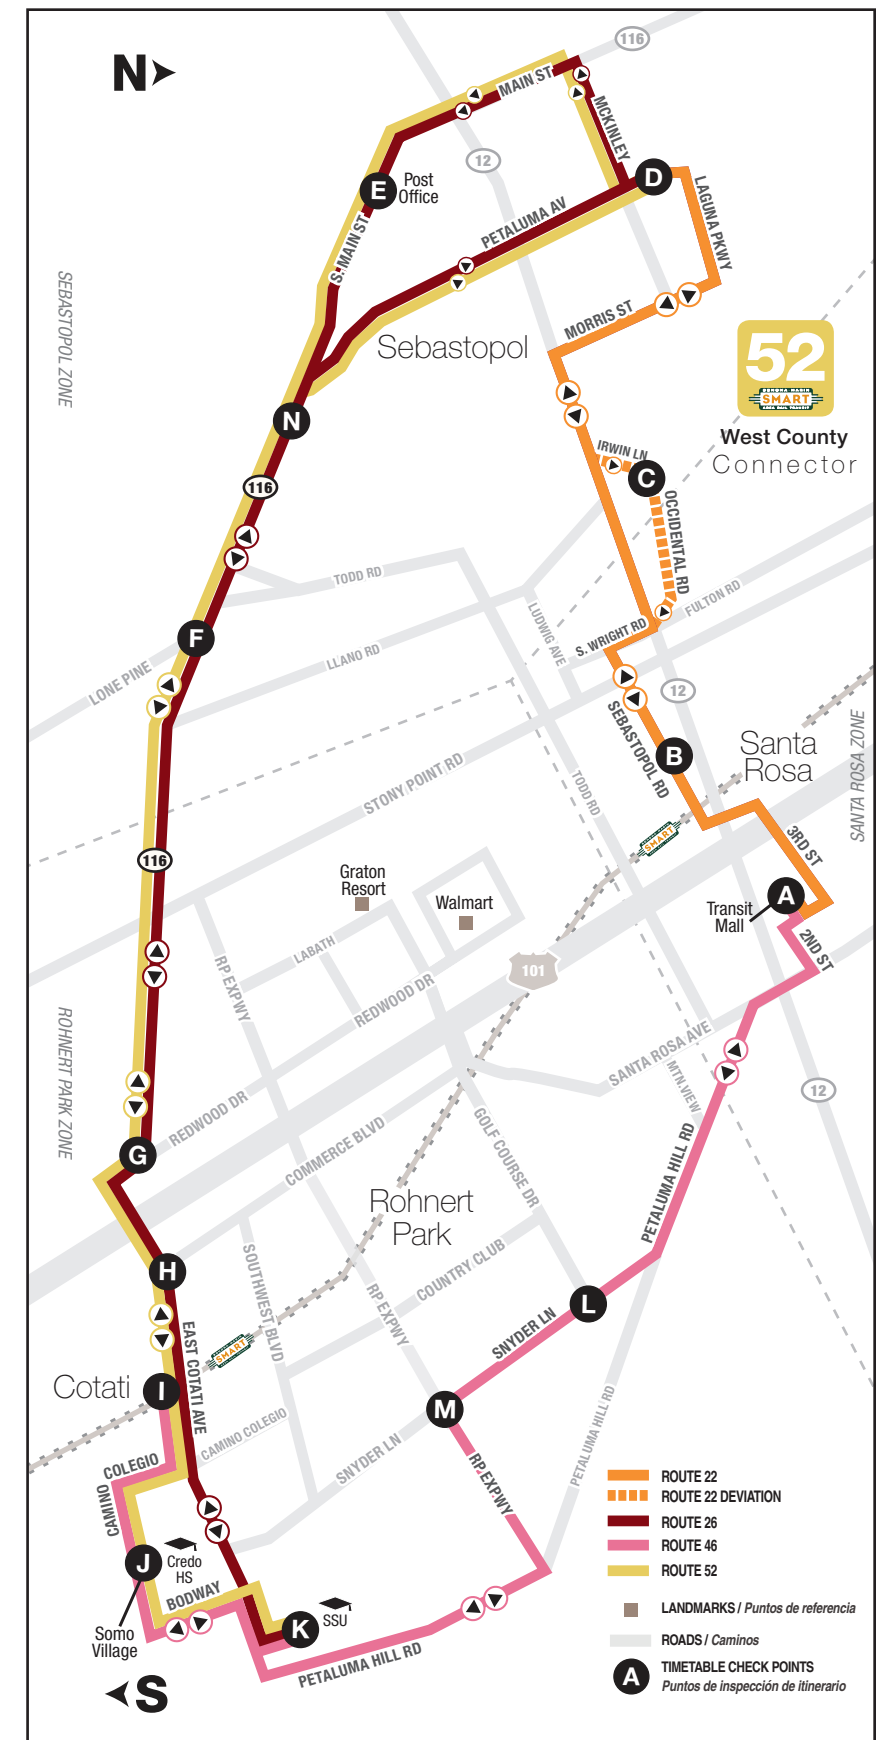 N
116
MAIN ST
MCKINLEY
12
E
Post
Office
D
LAGUNA PKWY
S. MAIN ST
PETALUMA AV
MORRIS ST
SEBASTOPOL ZONE
Sebastopol
52
SONOMA MARIN
SMART
AREA RAIL TRANSIT
West County
Connector
N
IRWIN LN
C
116
OCCIDENTAL RD
TODD RD
FULTON RD
LUDWIG AVE
S. WRIGHT RD
F
LLANO RD
LONE PINE
12
SEBASTOPOL RD
B
Santa
Rosa
SANTA ROSA ZONE
STONY POINT RD
TODD RD
SMART
3RD ST
116
Graton
Resort
Walmart
A
Transit
Mall
2ND ST
LABATH
RP EXPWY
101
REDWOOD DR
ROHNERT PARK ZONE
SANTA ROSA AVE
MTN.VIEW
12
REDWOOD DR
COMMERCE BLVD
GOLF COURSE DR
PETALUMA HILL RD
G
Rohnert
Park
H
SOUTHWEST BLVD
COUNTRY CLUB
RP EXPWY
L
SNYDER LN
EAST COTATI AVE
SMART
Cotati
I
M
CAMINO COLEGIO
SNYDER LN
PETALUMA HILL RD
COLEGIO
CAMINO
RP EXPWY
J
Credo
HS
BODWAY
K
SSU
Somo
Village
PETALUMA HILL RD
S
ROUTE 22
ROUTE 22 DEVIATION
ROUTE 26
ROUTE 46
ROUTE 52
LANDMARKS / Puntos de referencia
ROADS / Caminos
A
TIMETABLE CHECK POINTS
Puntos de inspección de itinerario